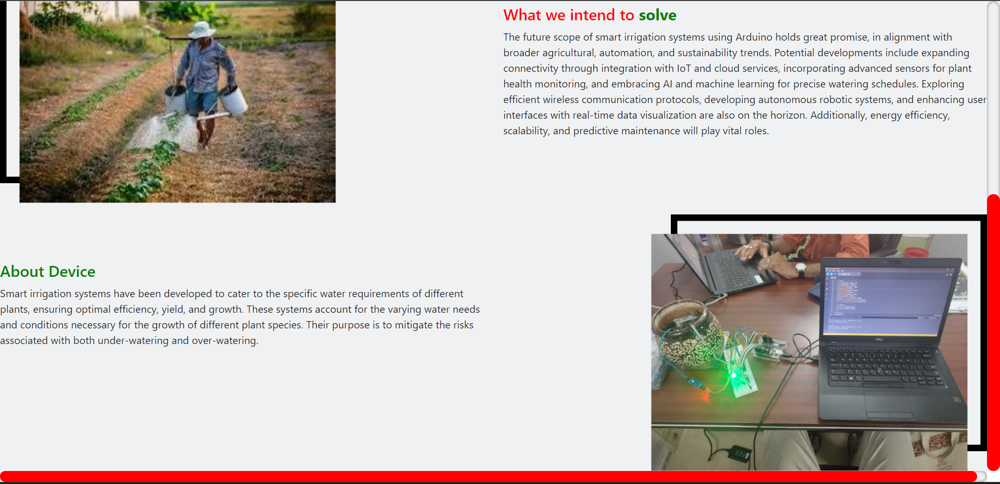 What we intend to solve
The future scope of smart irrigation systems using Arduino holds great promise, in alignment with
broader agricultural, automation, and sustainability trends. Potential developments include expanding
connectivity through integration with IoT and cloud services, incorporating advanced sensors for plant
health monitoring, and embracing AI and machine learning for precise watering schedules. Exploring
efficient wireless communication protocols, developing autonomous robotic systems, and enhancing user
interfaces with real-time data visualization are also on the horizon. Additionally, energy efficiency,
scalability, and predictive maintenance will play vital roles.
About Device
Smart irrigation systems have been developed to cater to the specific water requirements of different
plants, ensuring optimal efficiency, yield, and growth. These systems account for the varying water needs
and conditions necessary for the growth of different plant species. Their purpose is to mitigate the risks
associated with both under-watering and over-watering.
DELL